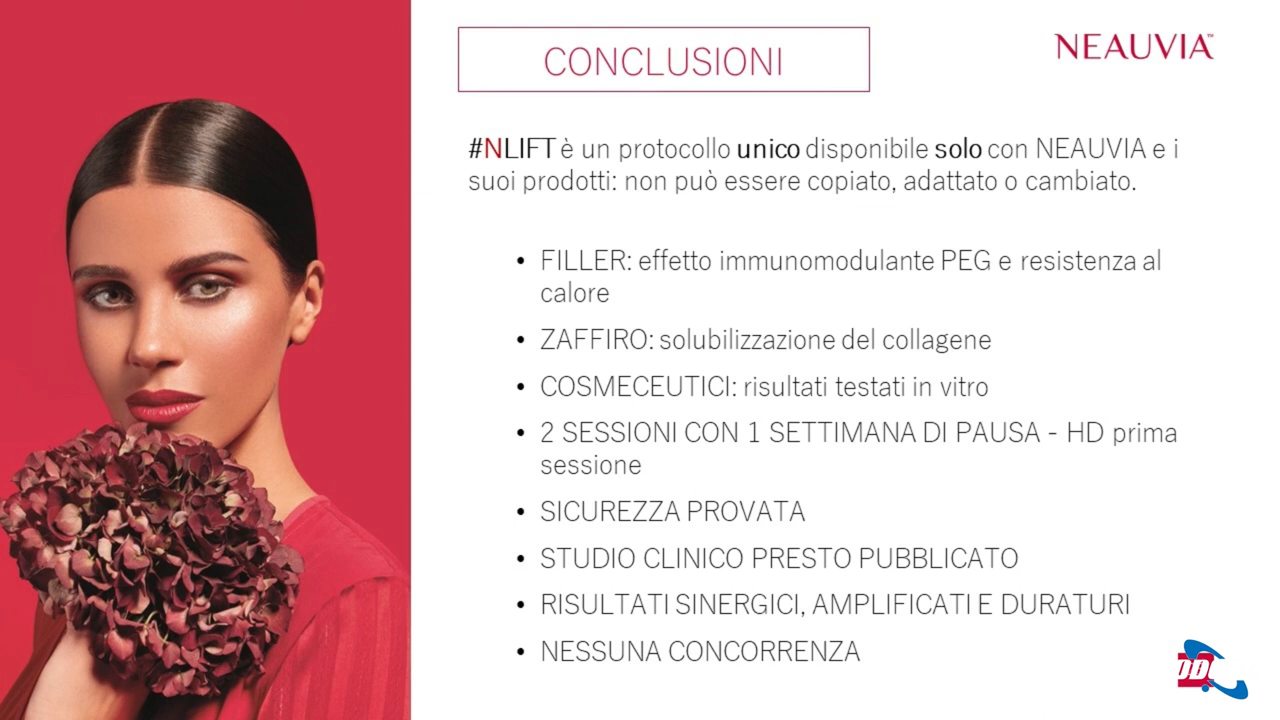 CONCLUSIONI
NEAUVIA™
#NLIFT è un protocollo unico disponibile solo con NEAUVIA e i
suoi prodotti: non può essere copiato, adattato o cambiato.
• FILLER: effetto immunomodulante PEG e resistenza al
calore
• ZAFFIRO: solubilizzazione del collagene
• COSMECEUTICI: risultati testati in vitro
• 2 SESSIONI CON 1 SETTIMANA DI PAUSA - HD prima
sessione
• SICUREZZA PROVATA
• STUDIO CLINICO PRESTO PUBBLICATO
• RISULTATI SINERGICI, AMPLIFICATI E DURATURI
• NESSUNA CONCORRENZA